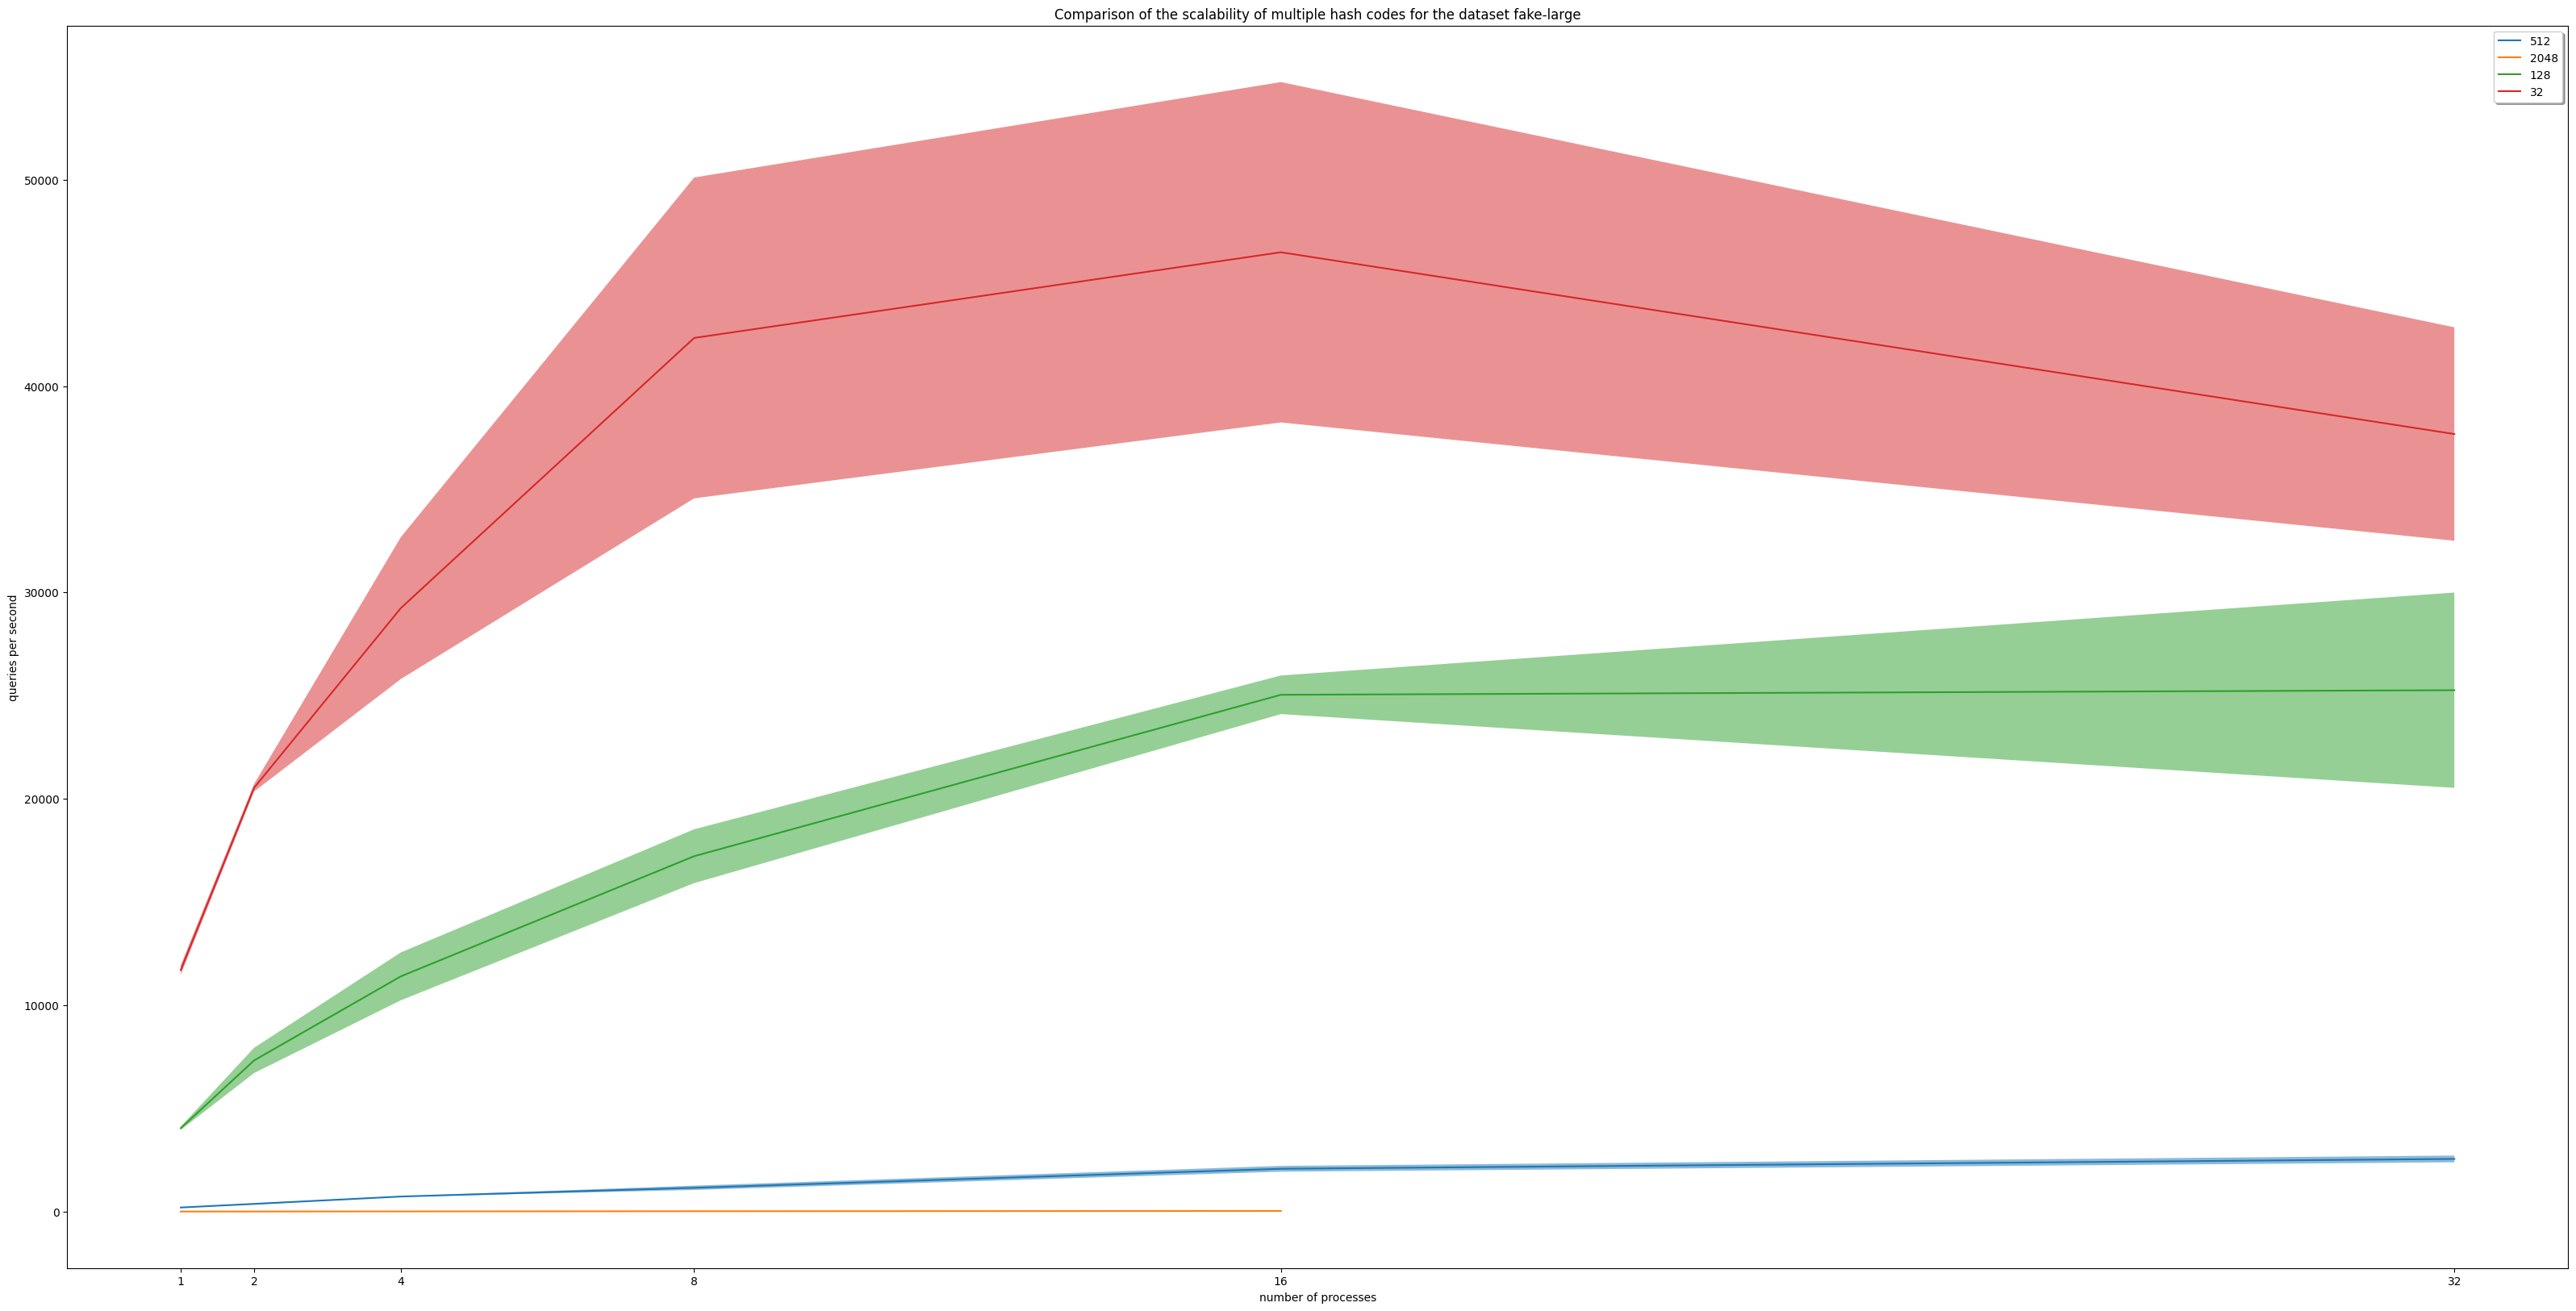 Comparison of the scalability of multiple hash codes for the dataset fake-large
512
2048
128
32
50000
40000
30000
20000
10000
0
queries per second
1 2 4 8 16 32
number of processes